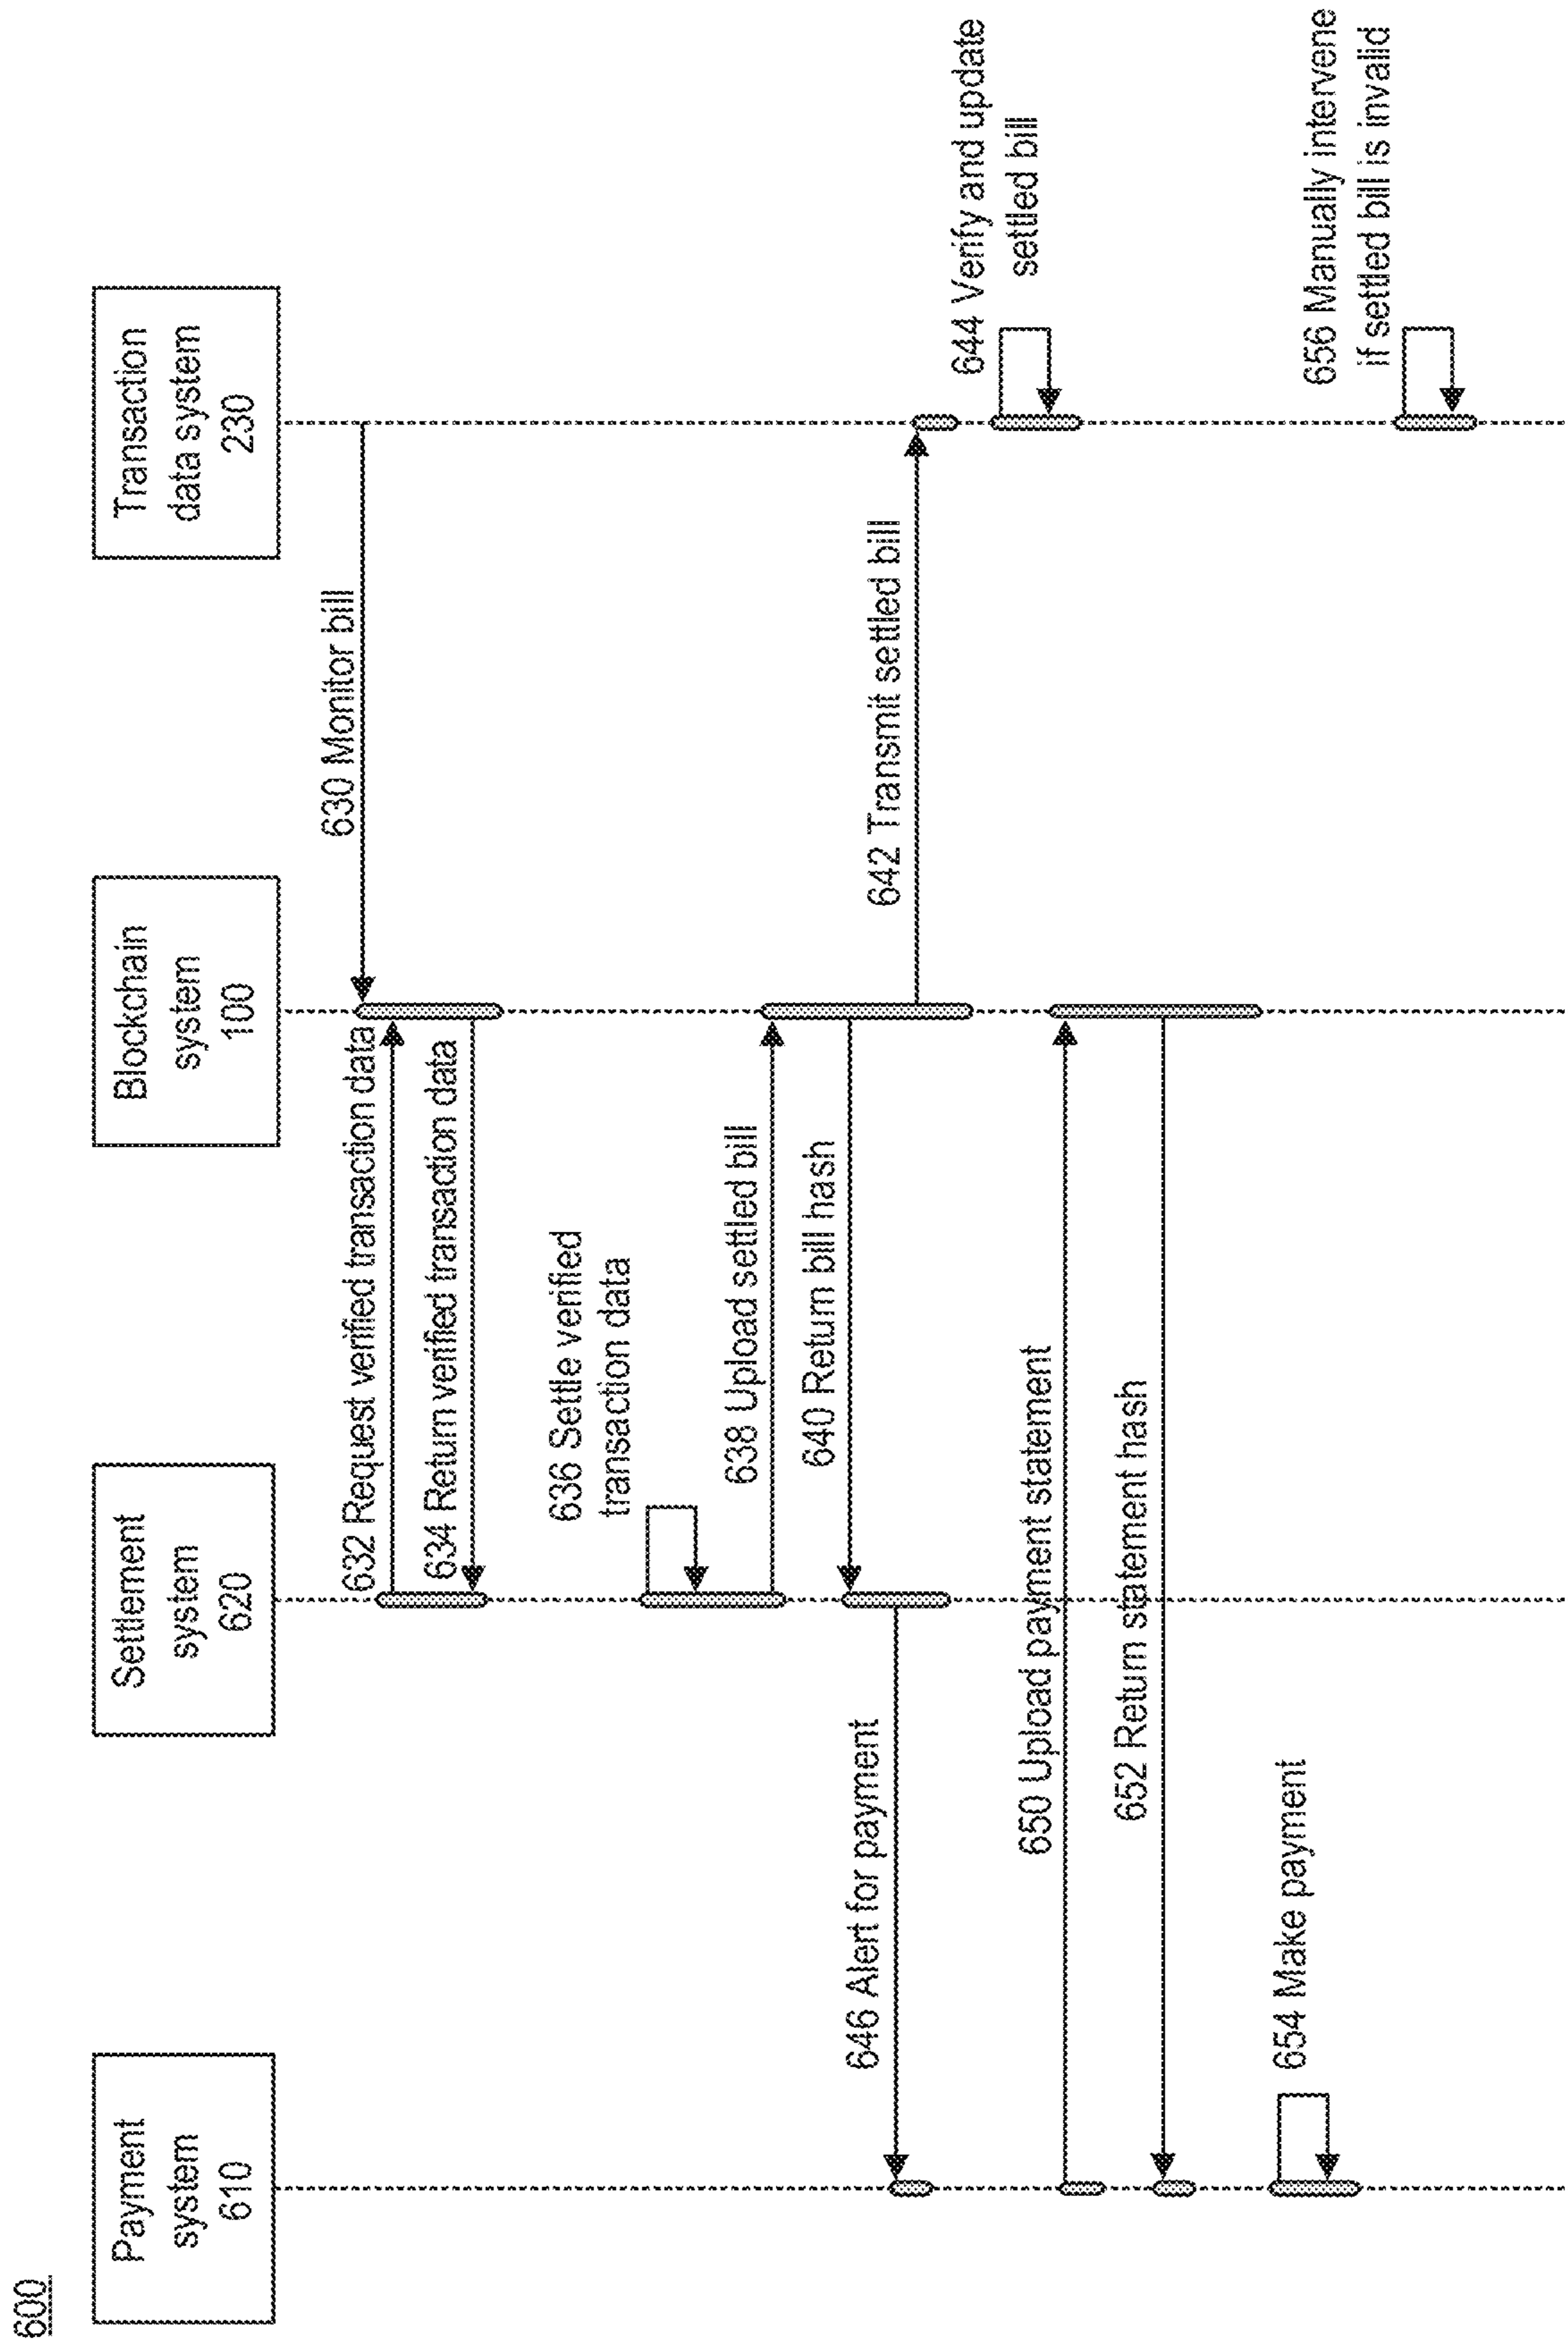 600
Payment
system
610
Settlement
system
620
Blockchain
system
100
Transaction
data system
230
630 Monitor bill
632 Request verified transaction data
634 Return verified transaction data
636 Settle verified
transaction data
638 Upload settled bill
640 Return bill hash
642 Transmit settled bill
644 Verify and update
settled bill
646 Alert for payment
650 Upload payment statement
652 Return statement hash
654 Make payment
656 Manually intervene
if settled bill is invalid